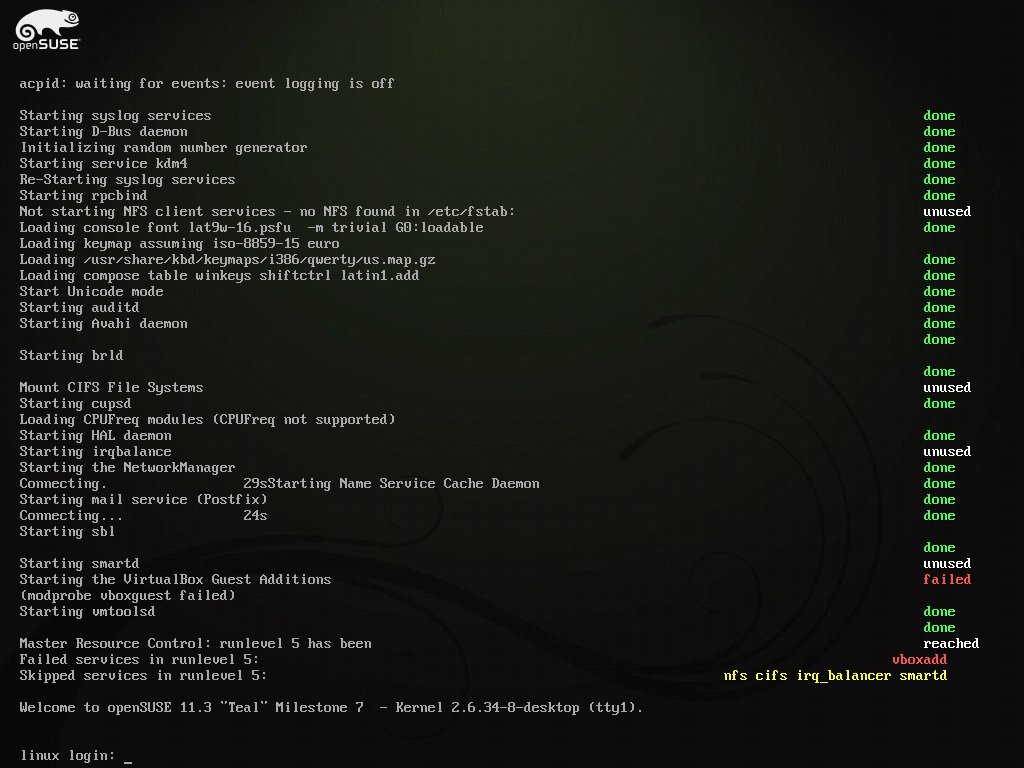 openSUSE
acpid: waiting for events: event logging is off
Starting syslog services done
Starting D-Bus daemon done
Initializing random number generator done
Starting service kdm4 done
Re-Starting syslog services done
Starting rpcbind done
Not starting NFS client services - no NFS found in /etc/fstab: unused
Loading console font lat9w-16.psfu  -m trivial G0:loadable done
Loading keymap assuming iso-8859-15 euro
Loading /usr/share/kbd/keymaps/i386/qwerty/us.map.gz done
Loading compose table winkeys shiftctrl latin1.add done
Start Unicode mode done
Starting auditd done
Starting Avahi daemon done
done
Starting brld
done
Mount CIFS File Systems unused
Starting cupsd done
Loading CPUFreq modules (CPUFreq not supported)
Starting HAL daemon done
Starting irqbalance unused
Starting the NetworkManager done
Connecting. 29sStarting Name Service Cache Daemon done
Starting mail service (Postfix) done
Connecting... 24s done
Starting sbl
done
Starting smartd unused
Starting the VirtualBox Guest Additions failed
(modprobe vboxguest failed)
Starting vmtoolsd done
done
Master Resource Control: runlevel 5 has been reached
Failed services in runlevel 5: vboxadd
Skipped services in runlevel 5: nfs cifs irq_balancer smartd
Welcome to openSUSE 11.3 "Teal" Milestone 7  - Kernel 2.6.34-8-desktop (tty1).
linux login: _